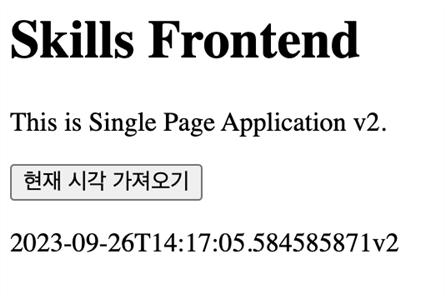 Skills Frontend
This is Single Page Application v2.
현재 시각 가져오기
2023-09-26T14:17:05.584585871v2